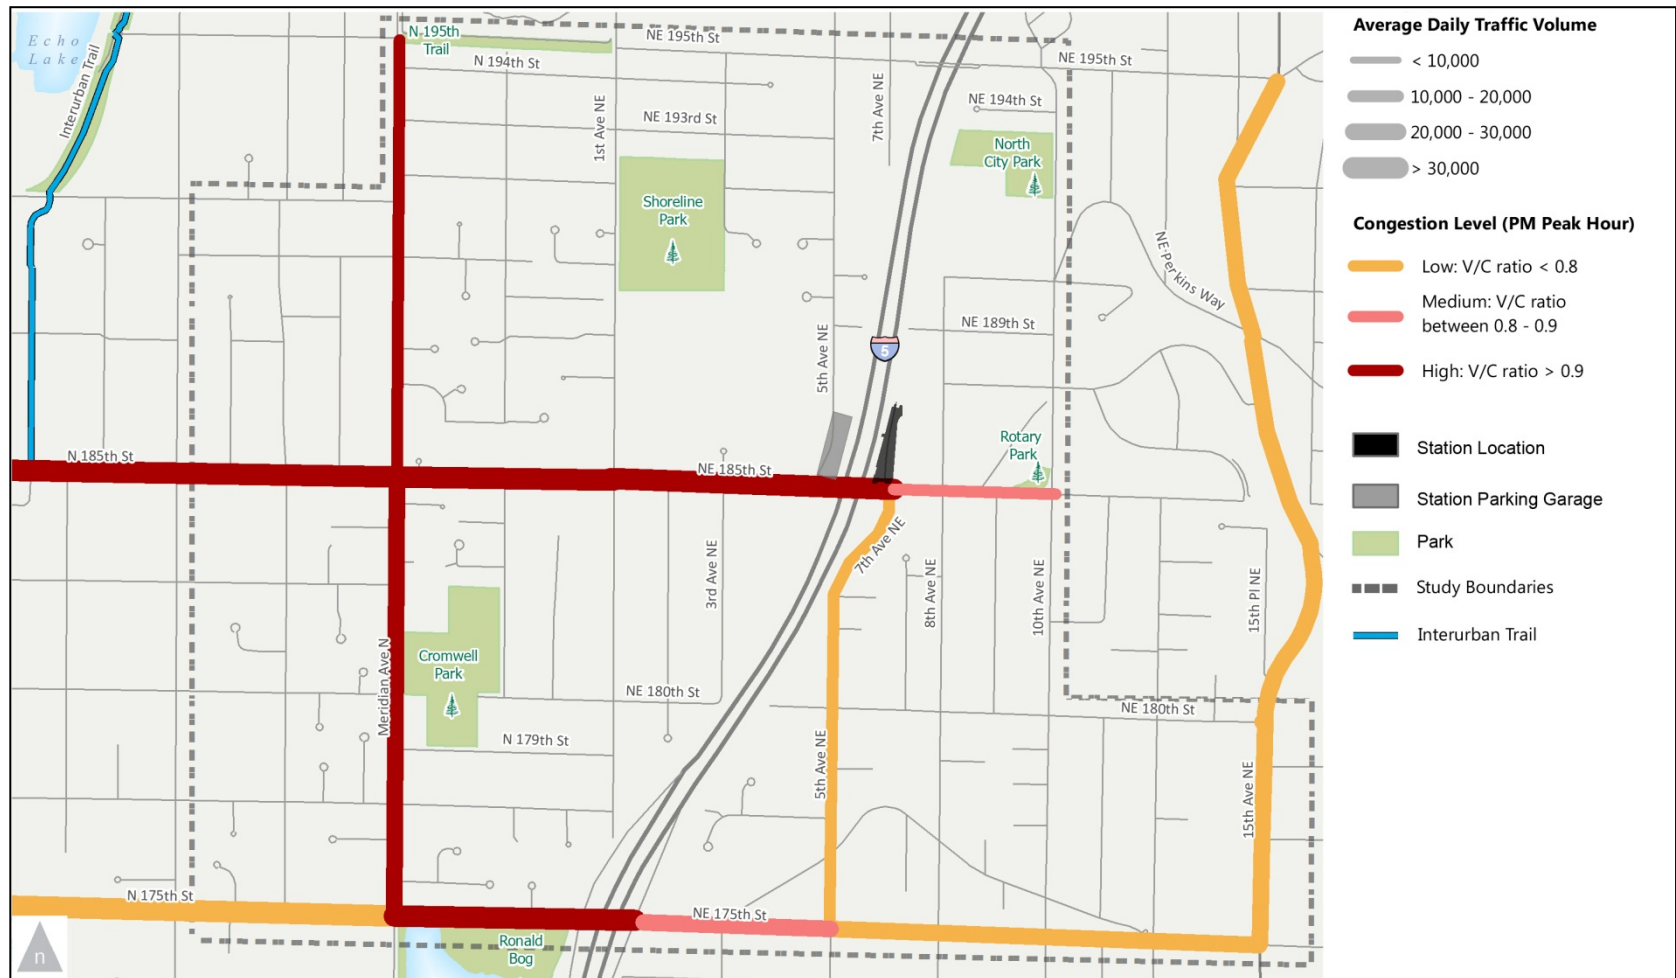 Echo
Lake
Interurban Trail
N 195th
Trail
NE 195th St
NE 195th St
N 194th St
NE 194th St
7th Ave NE
1st Ave NE
NE 193rd St
North
City Park
Shoreline
Park
NE Perkins Way
NE 189th St
5th Ave NE
5
Rotary
Park
N 185th St
NE 185th St
7th Ave NE
3rd Ave NE
8th Ave NE
10th Ave NE
15th Pl NE
Cromwell
Park
Meridian Ave N
NE 180th St
NE 180th St
N 179th St
5th Ave NE
15th Ave NE
N 175th St
NE 175th St
Ronald
Bog
n
Average Daily Traffic Volume
< 10,000
10,000 - 20,000
20,000 - 30,000
> 30,000
Congestion Level (PM Peak Hour)
Low: V/C ratio < 0.8
Medium: V/C ratio
between 0.8 - 0.9
High: V/C ratio > 0.9
Station Location
Station Parking Garage
Park
Study Boundaries
Interurban Trail